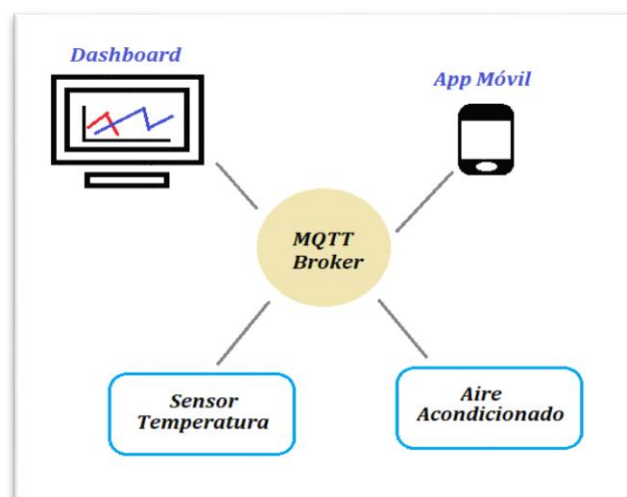 Dashboard
App Móvil
MQTT
Broker
Sensor
Temperatura
Aire
Acondicionado